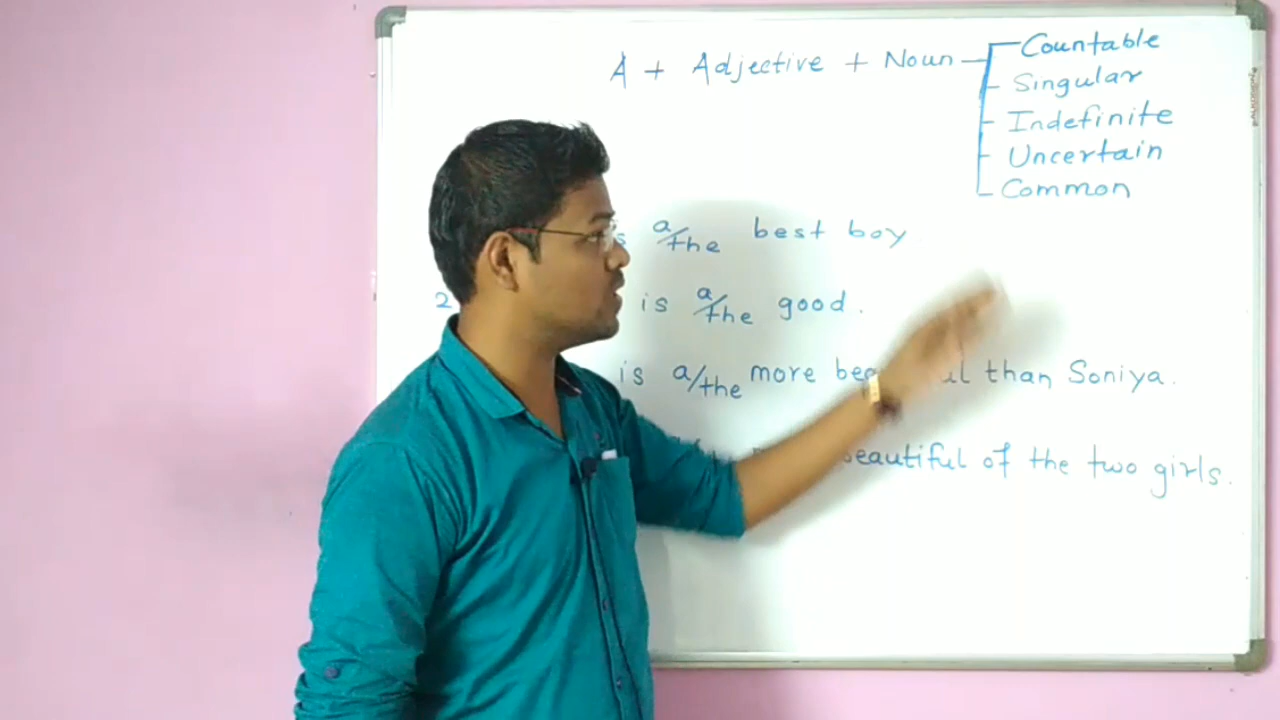 A + Adjective + Noun
Countable
Singular
Indefinite
Uncertain
Common
s a/the best boy
2
is a/the good.
is a/the more bea ul than Soniya.
beautiful of the two girls.